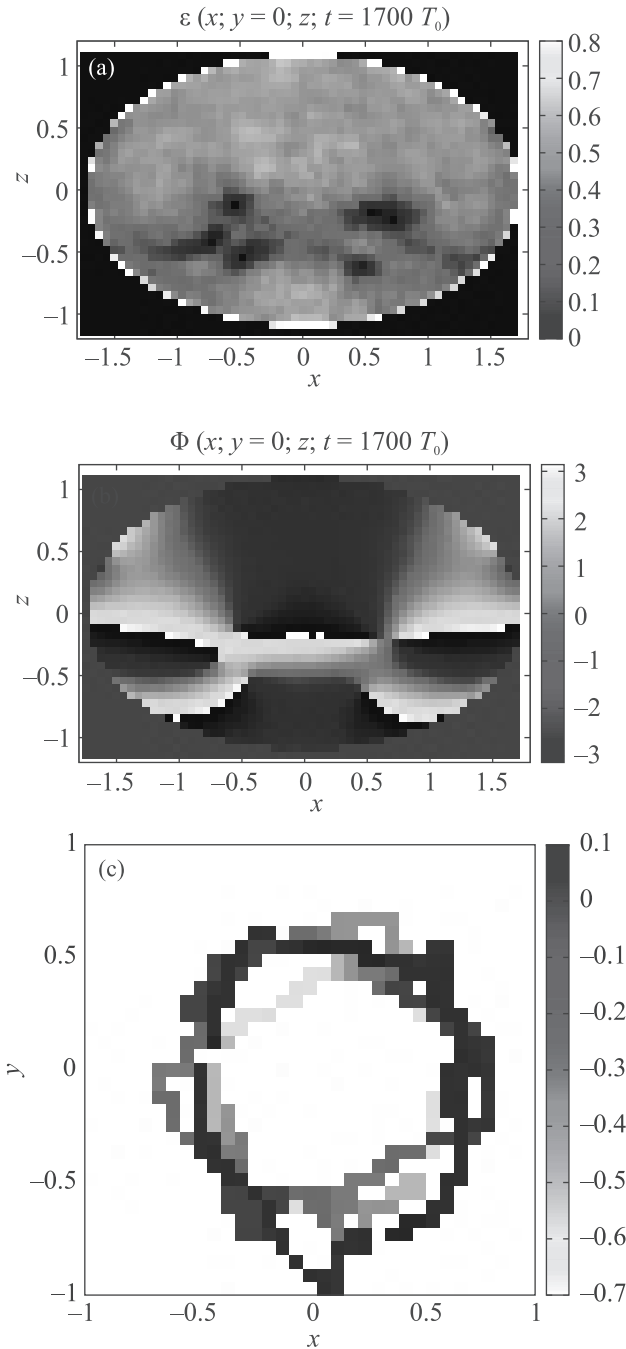 ε (x; y = 0; z; t = 1700 T₀)
(a)
1
0.5
0
−0.5
−1
z
−1.5 −1 −0.5 0 0.5 1 1.5
x
0.8
0.7
0.6
0.5
0.4
0.3
0.2
0.1
0
Φ (x; y = 0; z; t = 1700 T₀)
(b)
1
0.5
0
−0.5
−1
z
−1.5 −1 −0.5 0 0.5 1 1.5
x
3
2
1
0
−1
−2
−3
(c)
1
0.5
0
−0.5
−1
y
−1 −0.5 0 0.5 1
x
0.1
0
−0.1
−0.2
−0.3
−0.4
−0.5
−0.6
−0.7